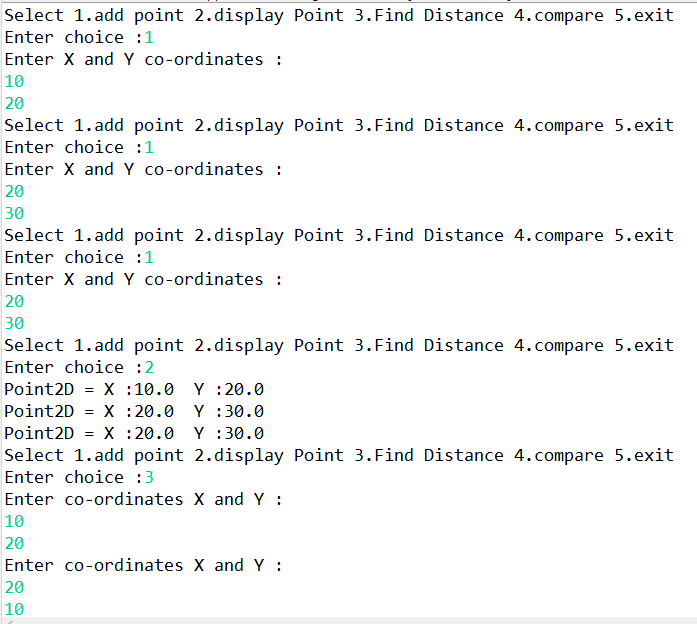 Select 1.add point 2.display Point 3.Find Distance 4.compare 5.exit
Enter choice :1
Enter X and Y co-ordinates :
10
20
Select 1.add point 2.display Point 3.Find Distance 4.compare 5.exit
Enter choice :1
Enter X and Y co-ordinates :
20
30
Select 1.add point 2.display Point 3.Find Distance 4.compare 5.exit
Enter choice :1
Enter X and Y co-ordinates :
20
30
Select 1.add point 2.display Point 3.Find Distance 4.compare 5.exit
Enter choice :2
Point2D = X :10.0  Y :20.0
Point2D = X :20.0  Y :30.0
Point2D = X :20.0  Y :30.0
Select 1.add point 2.display Point 3.Find Distance 4.compare 5.exit
Enter choice :3
Enter co-ordinates X and Y :
10
20
Enter co-ordinates X and Y :
20
10